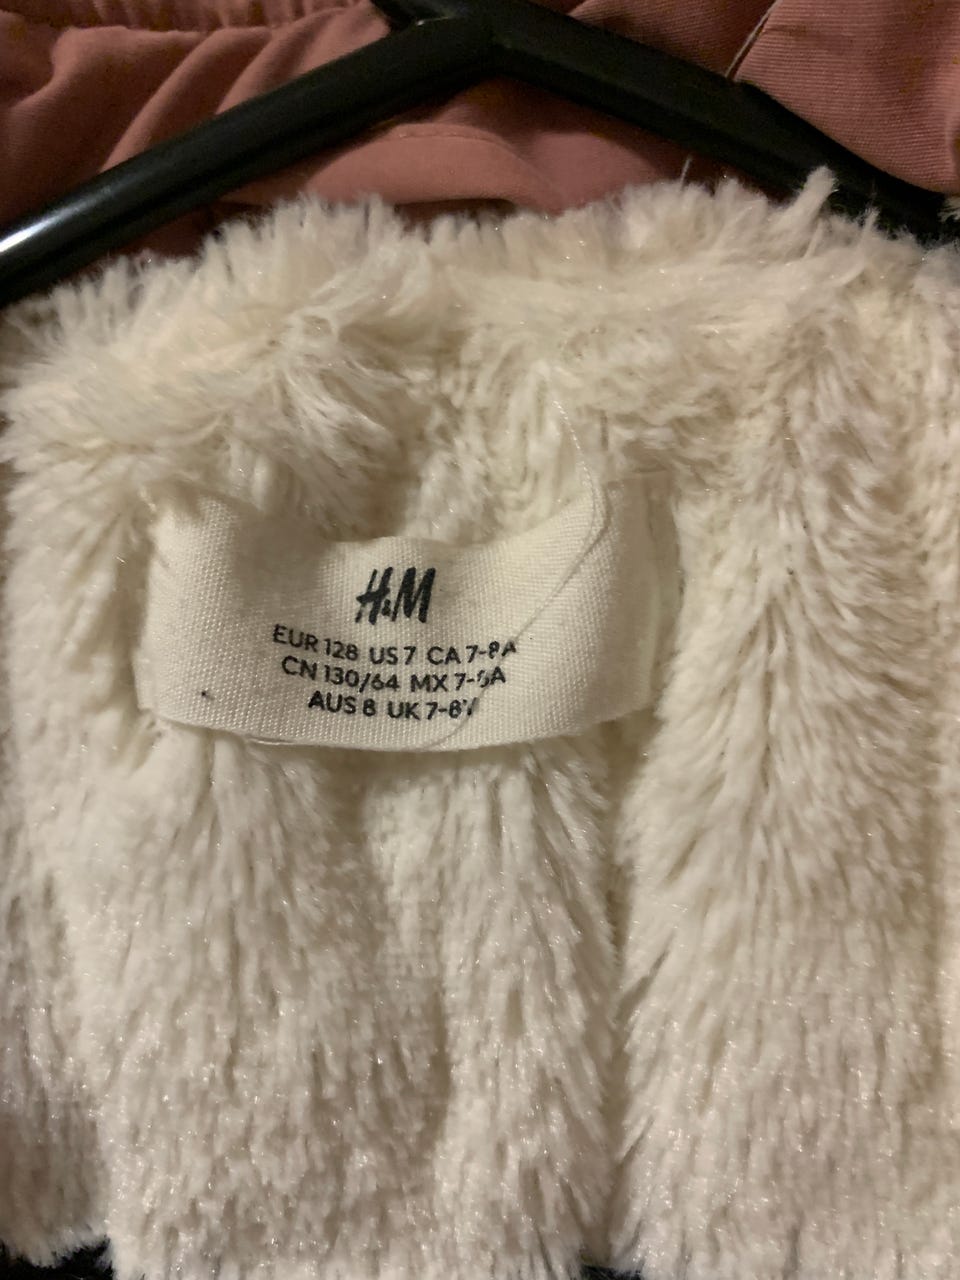 H&M
EUR 128 US 7 CA 7-8A
CN 130/64 MX 7-8A
AUS 8 UK 7-8Y